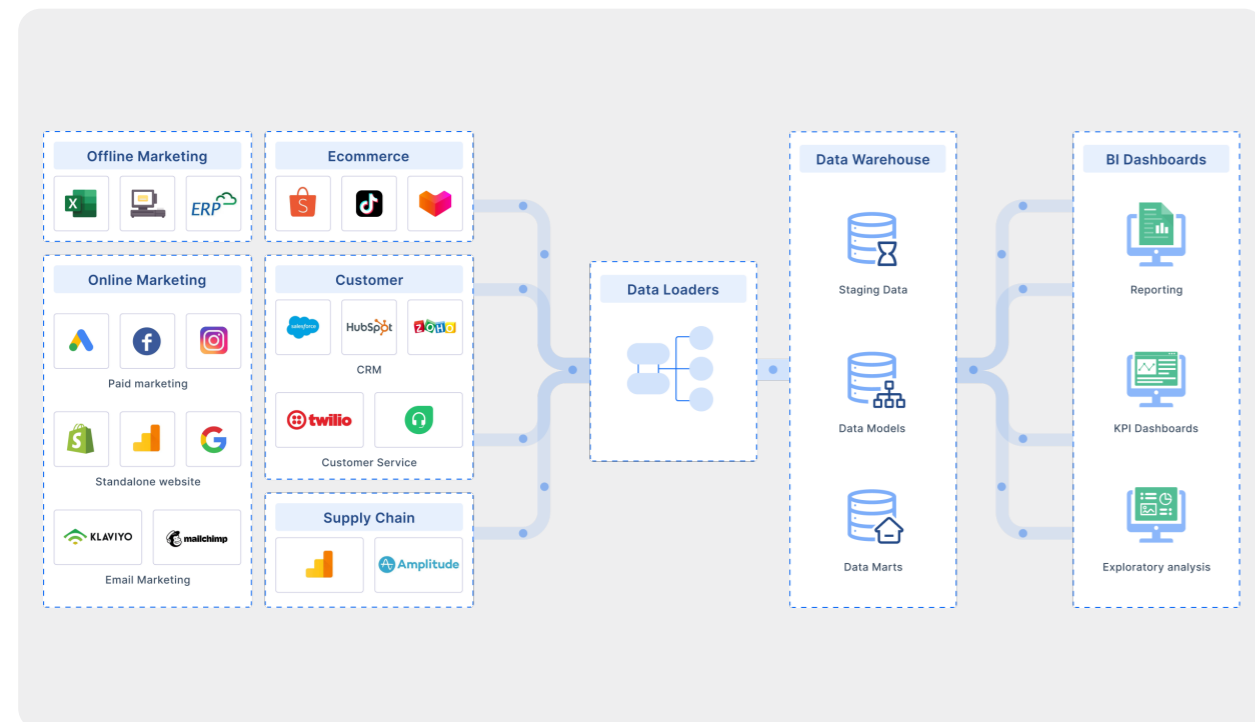 Offline Marketing
X
ERP
Online Marketing
Paid marketing
Standalone website
KLAVIYO
mailchimp
Email Marketing
Ecommerce
S
Customer
salesforce
HubSpot
ZOHO
CRM
twilio
Customer Service
Supply Chain
Amplitude
Data Loaders
Data Warehouse
Staging Data
Data Models
Data Marts
BI Dashboards
Reporting
KPI Dashboards
Exploratory analysis